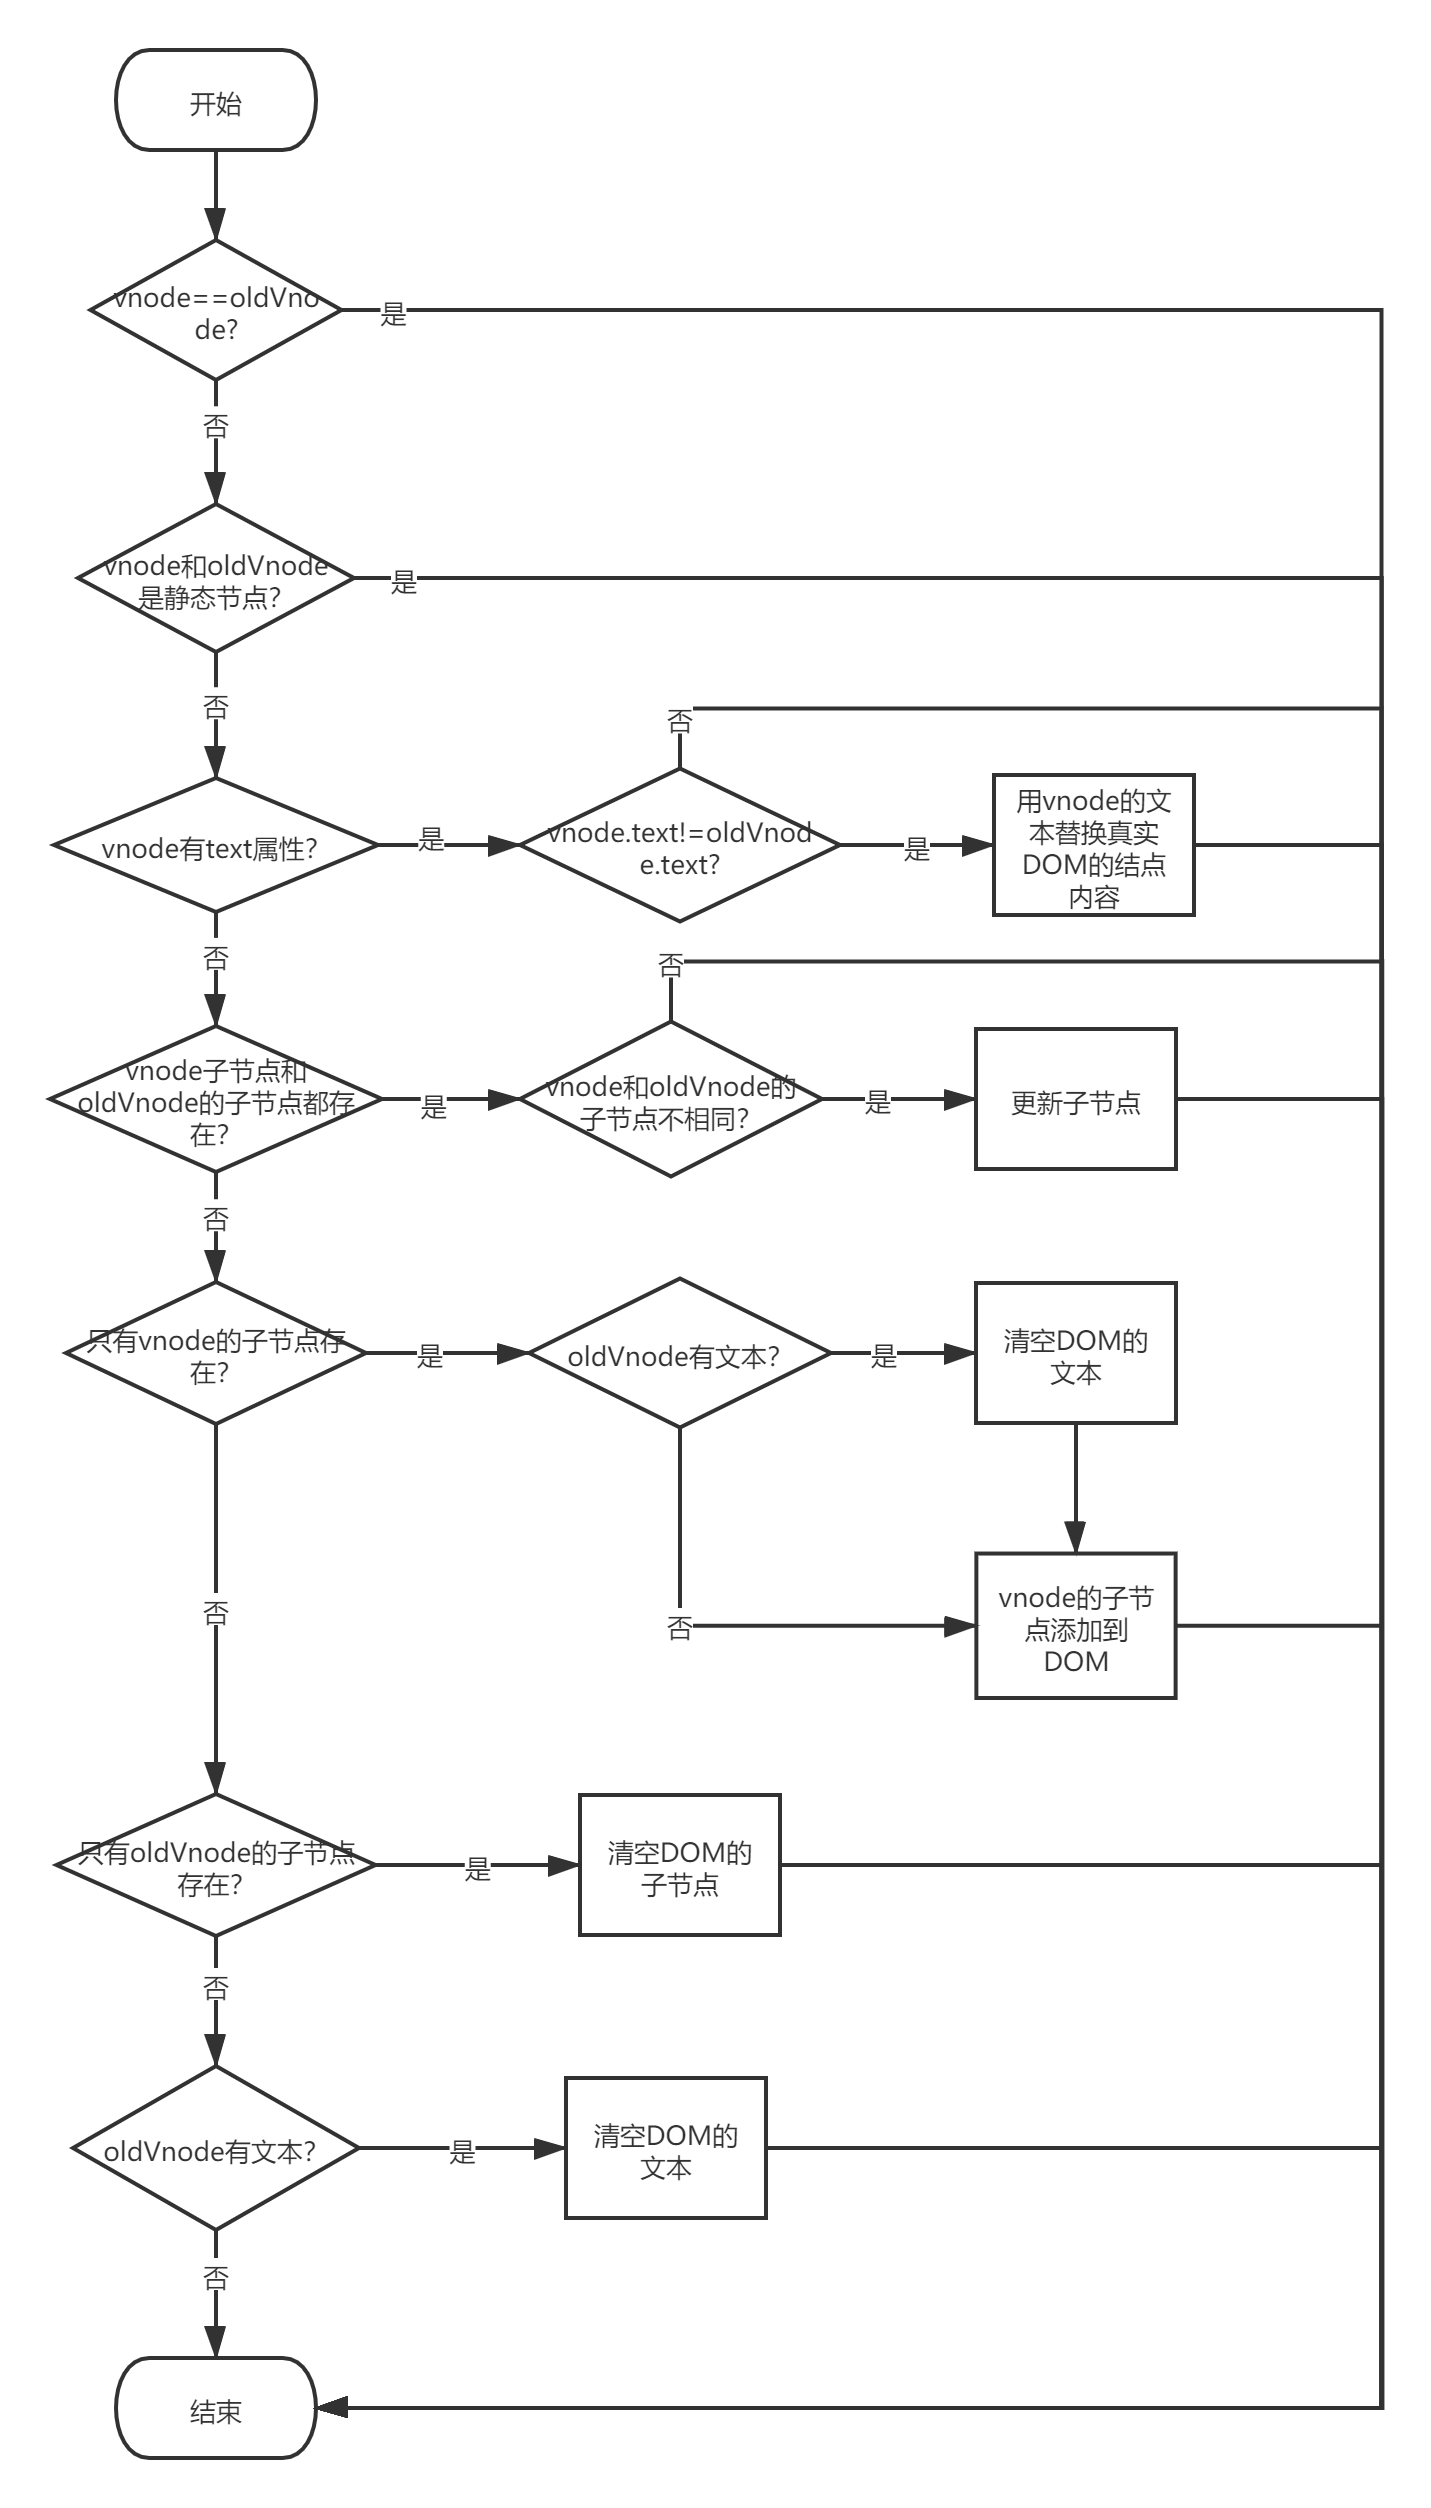 开始
vnode==oldVno
de?
是
否
vnode和oldVnode
是静态节点?
是
否
否
vnode有text属性?
是
vnode.text!=oldVnod
e.text?
是
用vnode的文
本替换真实
DOM的结点
内容
否
否
vnode子节点和
oldVnode的子节点都存
在?
是
vnode和oldVnode的
子节点不相同?
是
更新子节点
否
只有vnode的子节点存
在?
是
oldVnode有文本?
是
清空DOM的
文本
否
否
vnode的子节
点添加到
DOM
只有oldVnode的子节点
存在?
是
清空DOM的
子节点
否
oldVnode有文本?
是
清空DOM的
文本
否
结束